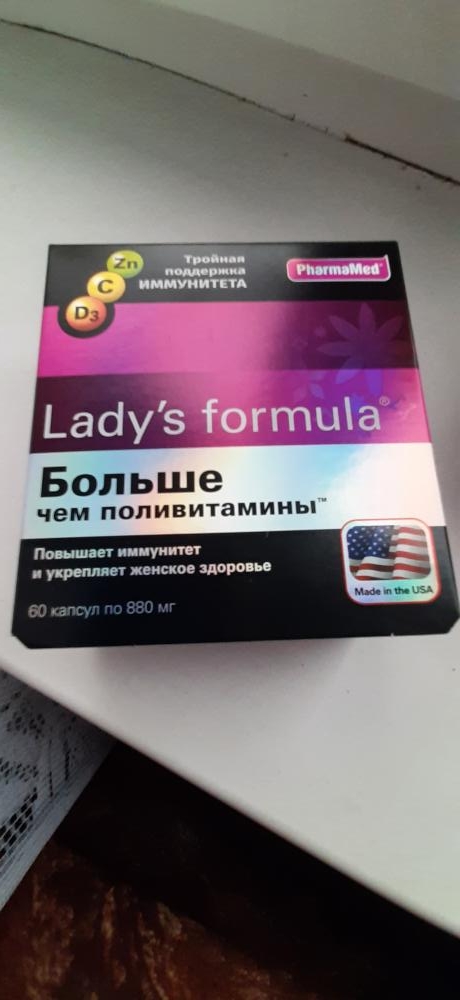 Zn
C
D3
Тройная
поддержка
ИММУНИТЕТА
PharmaMed®
Lady's formula®
Больше
чем поливитамины™
Повышает иммунитет
и укрепляет женское здоровье
60 капсул по 880 мг
Made in the USA